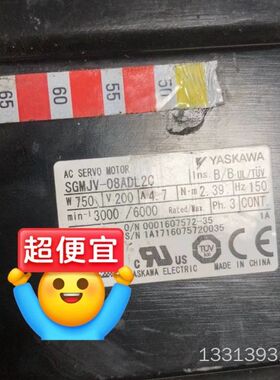 65
60
55
50
YASKAWA
AC SERVO MOTOR
SGMJV-08ADL2C
Ins. B/B UL/TÜV
W 750 V 200 A 4.7 N·m 2.39 Hz 150
min-1 3000 / 6000 Rated/Max. Ph. 3 CONT.
O/N 0001607572-35 1A
S/N 1A1716075720035
超便宜
YASKAWA ELECTRIC MADE IN CHINA
1331393